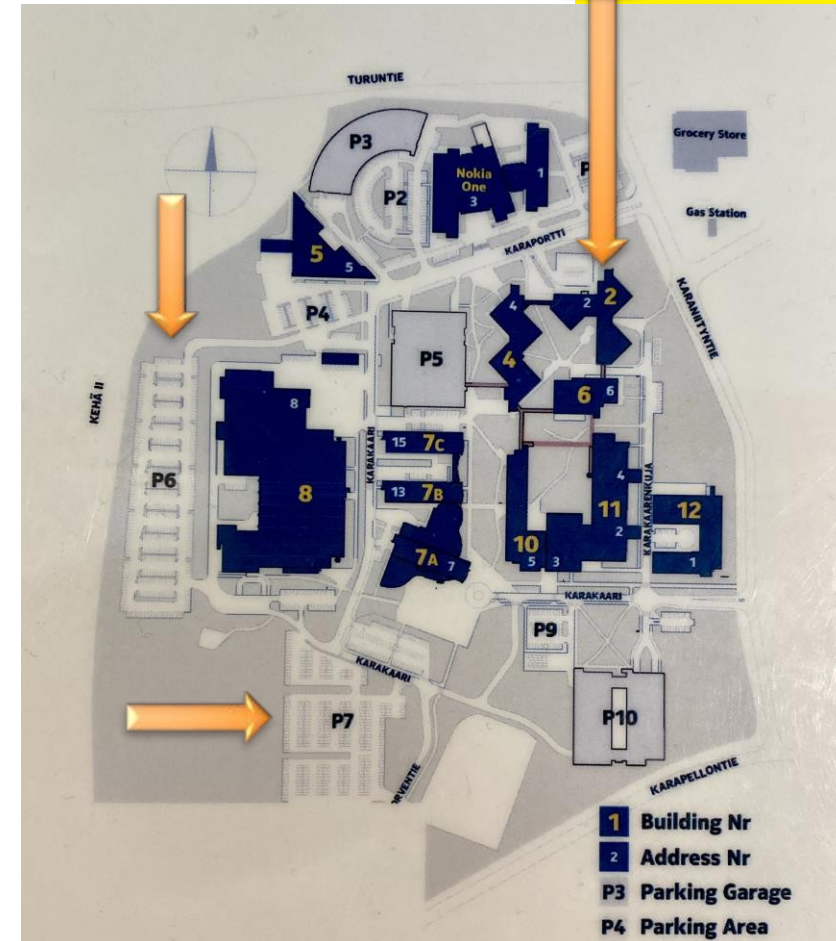 TURUNTIE
P3
Grocery Store
Nokia
One
3
1
P2
Gas Station
KARAPORTTI
5
5
4
2
2
KARANIITYNTIE
P4
4
P5
6
6
KEHÄ II
8
KARAKAARI
15
7C
P6
8
13
7B
4
11
KARAKAARENKUJA
12
10
2
7A
7
5
3
1
KARAKAARI
P9
KARAKAARI
P7
P10
KARAPELLONTIE
1 Building Nr
2 Address Nr
P3 Parking Garage
P4 Parking Area